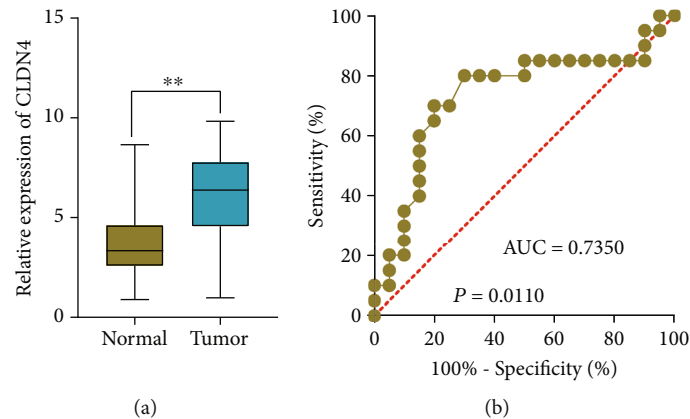 15
10
5
0
Relative expression of CLDN4
**
Normal Tumor
(a)
100
80
60
40
20
0
Sensitivity (%)
AUC = 0.7350
P = 0.0110
0 20 40 60 80 100
100% - Specificity (%)
(b)